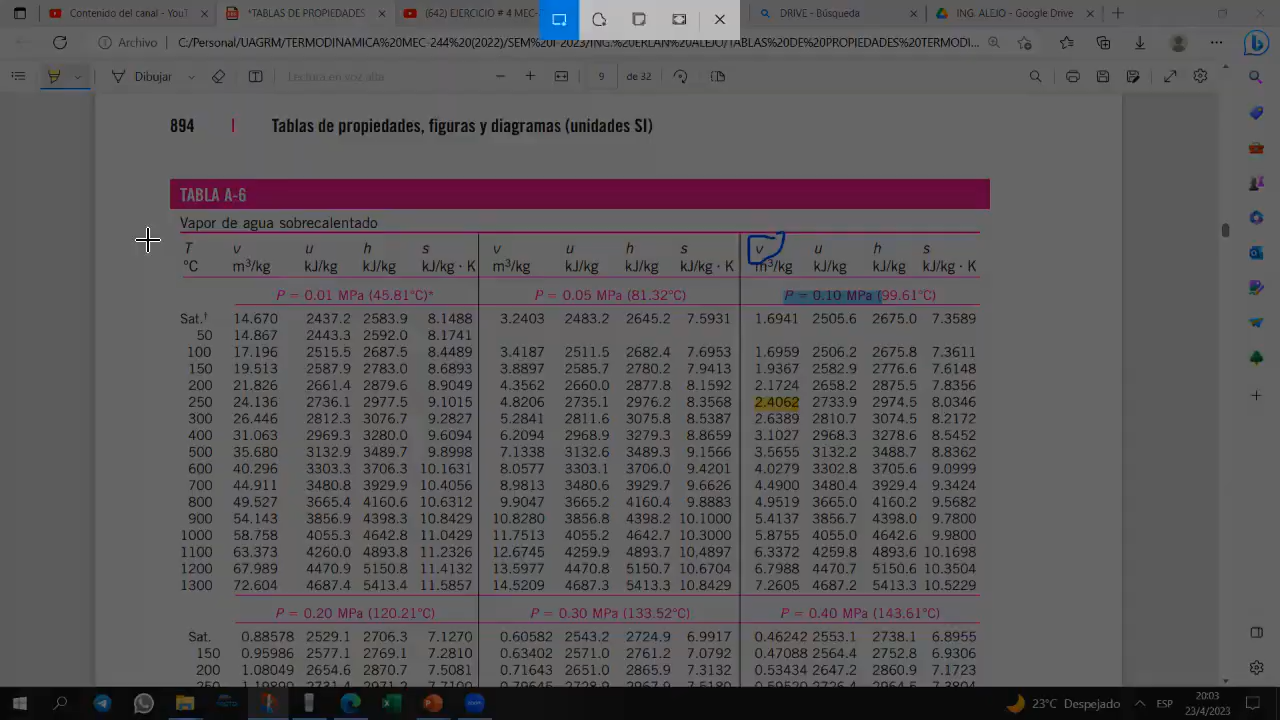 Contenido del canal - YouT
*TABLAS DE PROPIEDADES
(642) EJERCICIO # 4 MEC-
DRIVE - Búsqueda
ING. ALEJO - Google Drive
Archivo
C:/Personal/UAGRM/TERMODINAMICA%20MEC-244%20(2022)/SEM%20I-2023/ING.%20ERLAN%20ALEJO/TABLAS%20DE%20PROPIEDADES%20TERMODI...
Dibujar
Lectura en voz alta
9
de 32
894
Tablas de propiedades, figuras y diagramas (unidades SI)
TABLA A-6
Vapor de agua sobrecalentado
T v u h s v u h s v u h s
°C m³/kg kJ/kg kJ/kg kJ/kg · K m³/kg kJ/kg kJ/kg kJ/kg · K m³/kg kJ/kg kJ/kg kJ/kg · K
P = 0.01 MPa (45.81°C)* P = 0.05 MPa (81.32°C) P = 0.10 MPa (99.61°C)
Sat.† 14.670 2437.2 2583.9 8.1488 3.2403 2483.2 2645.2 7.5931 1.6941 2505.6 2675.0 7.3589
50 14.867 2443.3 2592.0 8.1741
100 17.196 2515.5 2687.5 8.4489 3.4187 2511.5 2682.4 7.6953 1.6959 2506.2 2675.8 7.3611
150 19.513 2587.9 2783.0 8.6893 3.8897 2585.7 2780.2 7.9413 1.9367 2582.9 2776.6 7.6148
200 21.826 2661.4 2879.6 8.9049 4.3562 2660.0 2877.8 8.1592 2.1724 2658.2 2875.5 7.8356
250 24.136 2736.1 2977.5 9.1015 4.8206 2735.1 2976.2 8.3568 2.4062 2733.9 2974.5 8.0346
300 26.446 2812.3 3076.7 9.2827 5.2841 2811.6 3075.8 8.5387 2.6389 2810.7 3074.5 8.2172
400 31.063 2969.3 3280.0 9.6094 6.2094 2968.9 3279.3 8.8659 3.1027 2968.3 3278.6 8.5452
500 35.680 3132.9 3489.7 9.8998 7.1338 3132.6 3489.3 9.1566 3.5655 3132.2 3488.7 8.8362
600 40.296 3303.3 3706.3 10.1631 8.0577 3303.1 3706.0 9.4201 4.0279 3302.8 3705.6 9.0999
700 44.911 3480.8 3929.9 10.4056 8.9813 3480.6 3929.7 9.6626 4.4900 3480.4 3929.4 9.3424
800 49.527 3665.4 4160.6 10.6312 9.9047 3665.2 4160.4 9.8883 4.9519 3665.0 4160.2 9.5682
900 54.143 3856.9 4398.3 10.8429 10.8280 3856.8 4398.2 10.1000 5.4137 3856.7 4398.0 9.7800
1000 58.758 4055.3 4642.8 11.0429 11.7513 4055.2 4642.7 10.3000 5.8755 4055.0 4642.6 9.9800
1100 63.373 4260.0 4893.8 11.2326 12.6745 4259.9 4893.7 10.4897 6.3372 4259.8 4893.6 10.1698
1200 67.989 4470.9 5150.8 11.4132 13.5977 4470.8 5150.7 10.6704 6.7988 4470.7 5150.6 10.3504
1300 72.604 4687.4 5413.4 11.5857 14.5209 4687.3 5413.3 10.8429 7.2605 4687.2 5413.3 10.5229
P = 0.20 MPa (120.21°C) P = 0.30 MPa (133.52°C) P = 0.40 MPa (143.61°C)
Sat. 0.88578 2529.1 2706.3 7.1270 0.60582 2543.2 2724.9 6.9917 0.46242 2553.1 2738.1 6.8955
150 0.95986 2577.1 2769.1 7.2810 0.63402 2571.0 2761.2 7.0792 0.47088 2564.4 2752.8 6.9306
200 1.08049 2654.6 2870.7 7.5081 0.71643 2651.0 2865.9 7.3132 0.53434 2647.2 2860.9 7.1723
23°C Despejado
ESP
20:03
23/4/2023